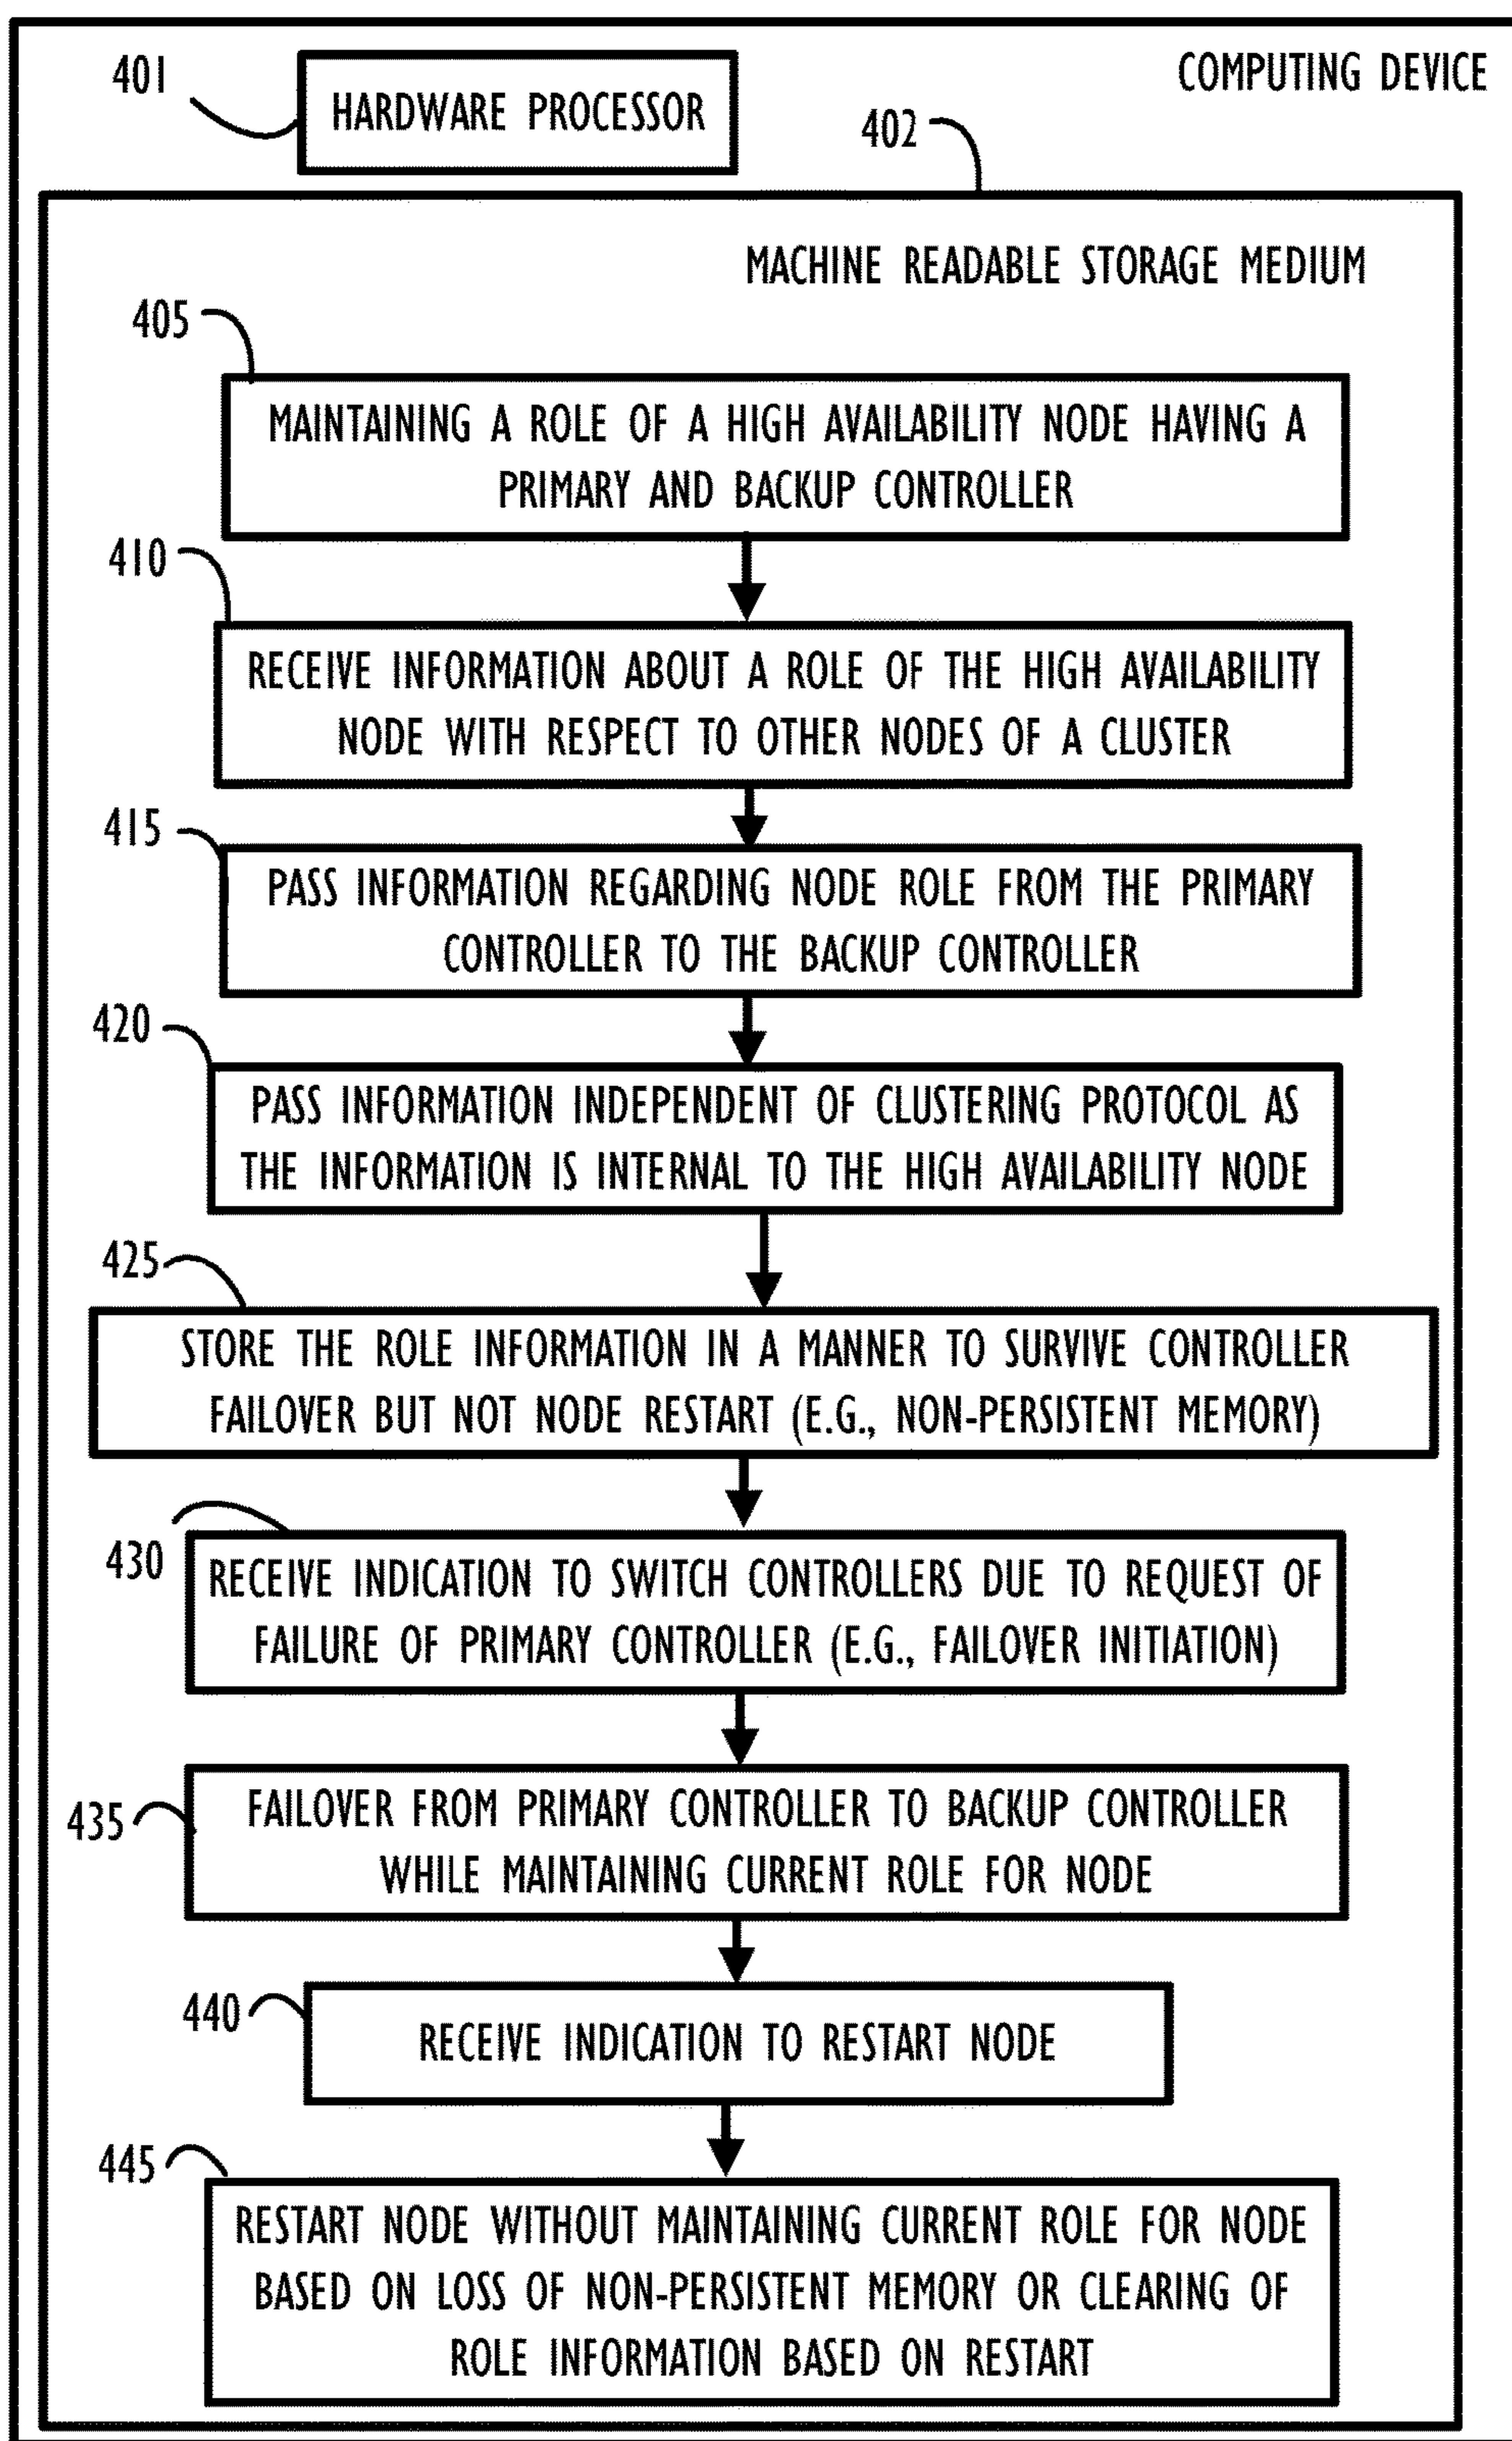 401
HARDWARE PROCESSOR
COMPUTING DEVICE
402
MACHINE READABLE STORAGE MEDIUM
405
MAINTAINING A ROLE OF A HIGH AVAILABILITY NODE HAVING A
PRIMARY AND BACKUP CONTROLLER
410
RECEIVE INFORMATION ABOUT A ROLE OF THE HIGH AVAILABILITY
NODE WITH RESPECT TO OTHER NODES OF A CLUSTER
415
PASS INFORMATION REGARDING NODE ROLE FROM THE PRIMARY
CONTROLLER TO THE BACKUP CONTROLLER
420
PASS INFORMATION INDEPENDENT OF CLUSTERING PROTOCOL AS
THE INFORMATION IS INTERNAL TO THE HIGH AVAILABILITY NODE
425
STORE THE ROLE INFORMATION IN A MANNER TO SURVIVE CONTROLLER
FAILOVER BUT NOT NODE RESTART (E.G., NON-PERSISTENT MEMORY)
430
RECEIVE INDICATION TO SWITCH CONTROLLERS DUE TO REQUEST OF
FAILURE OF PRIMARY CONTROLLER (E.G., FAILOVER INITIATION)
435
FAILOVER FROM PRIMARY CONTROLLER TO BACKUP CONTROLLER
WHILE MAINTAINING CURRENT ROLE FOR NODE
440
RECEIVE INDICATION TO RESTART NODE
445
RESTART NODE WITHOUT MAINTAINING CURRENT ROLE FOR NODE
BASED ON LOSS OF NON-PERSISTENT MEMORY OR CLEARING OF
ROLE INFORMATION BASED ON RESTART